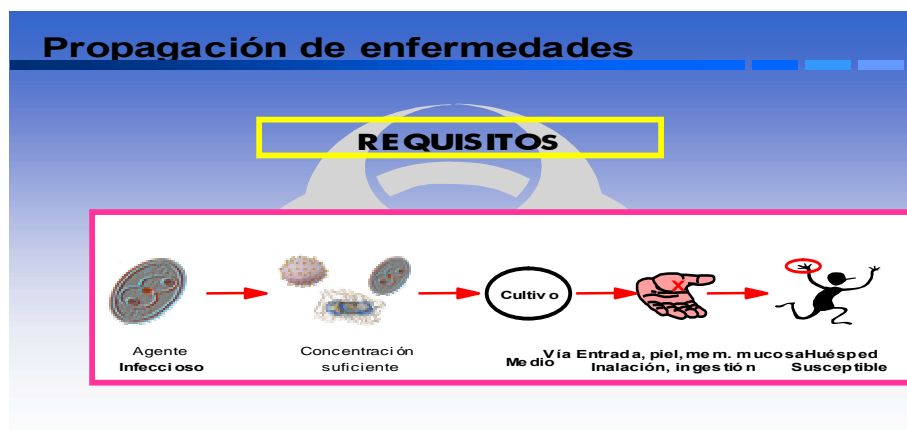 Propagación de enfermedades
REQUISITOS
Cultivo
x
Agente
Infeccioso
Concentración
suficiente
Medio
Vía Entrada, piel, mem. mucosa
Inalación, ingestión
Huésped
Susceptible